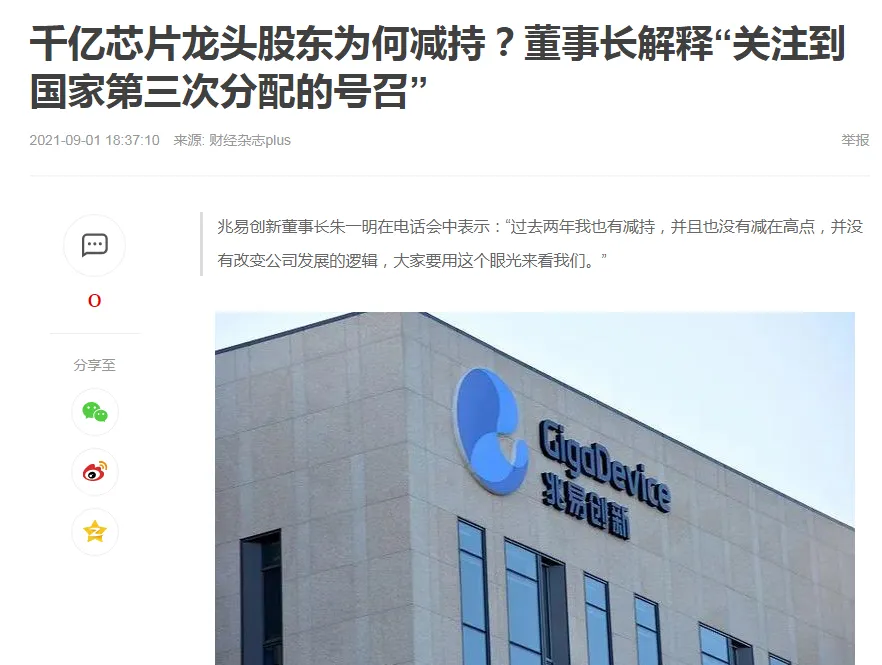 千亿芯片龙头股东为何减持？董事长解释“关注到
国家第三次分配的号召”
2021-09-01 18:37:10 来源: 财经杂志plus
举报
兆易创新董事长朱一明在电话会中表示：“过去两年我也有减持，并且也没有减在高点，并没
有改变公司发展的逻辑，大家要用这个眼光来看我们。”
0
分享至
GigaDevice
兆易创新